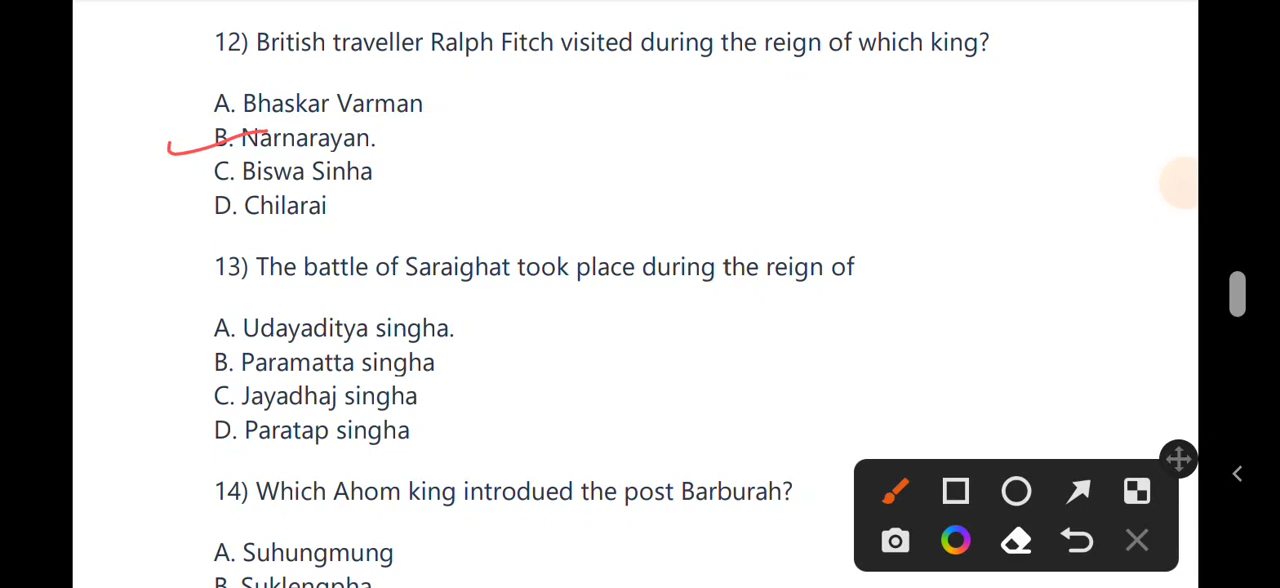 12) British traveller Ralph Fitch visited during the reign of which king?
A. Bhaskar Varman
B. Narnarayan.
C. Biswa Sinha
D. Chilarai
13) The battle of Saraighat took place during the reign of
A. Udayaditya singha.
B. Paramatta singha
C. Jayadhaj singha
D. Paratap singha
14) Which Ahom king introdued the post Barburah?
A. Suhungmung
B. Suklengpha